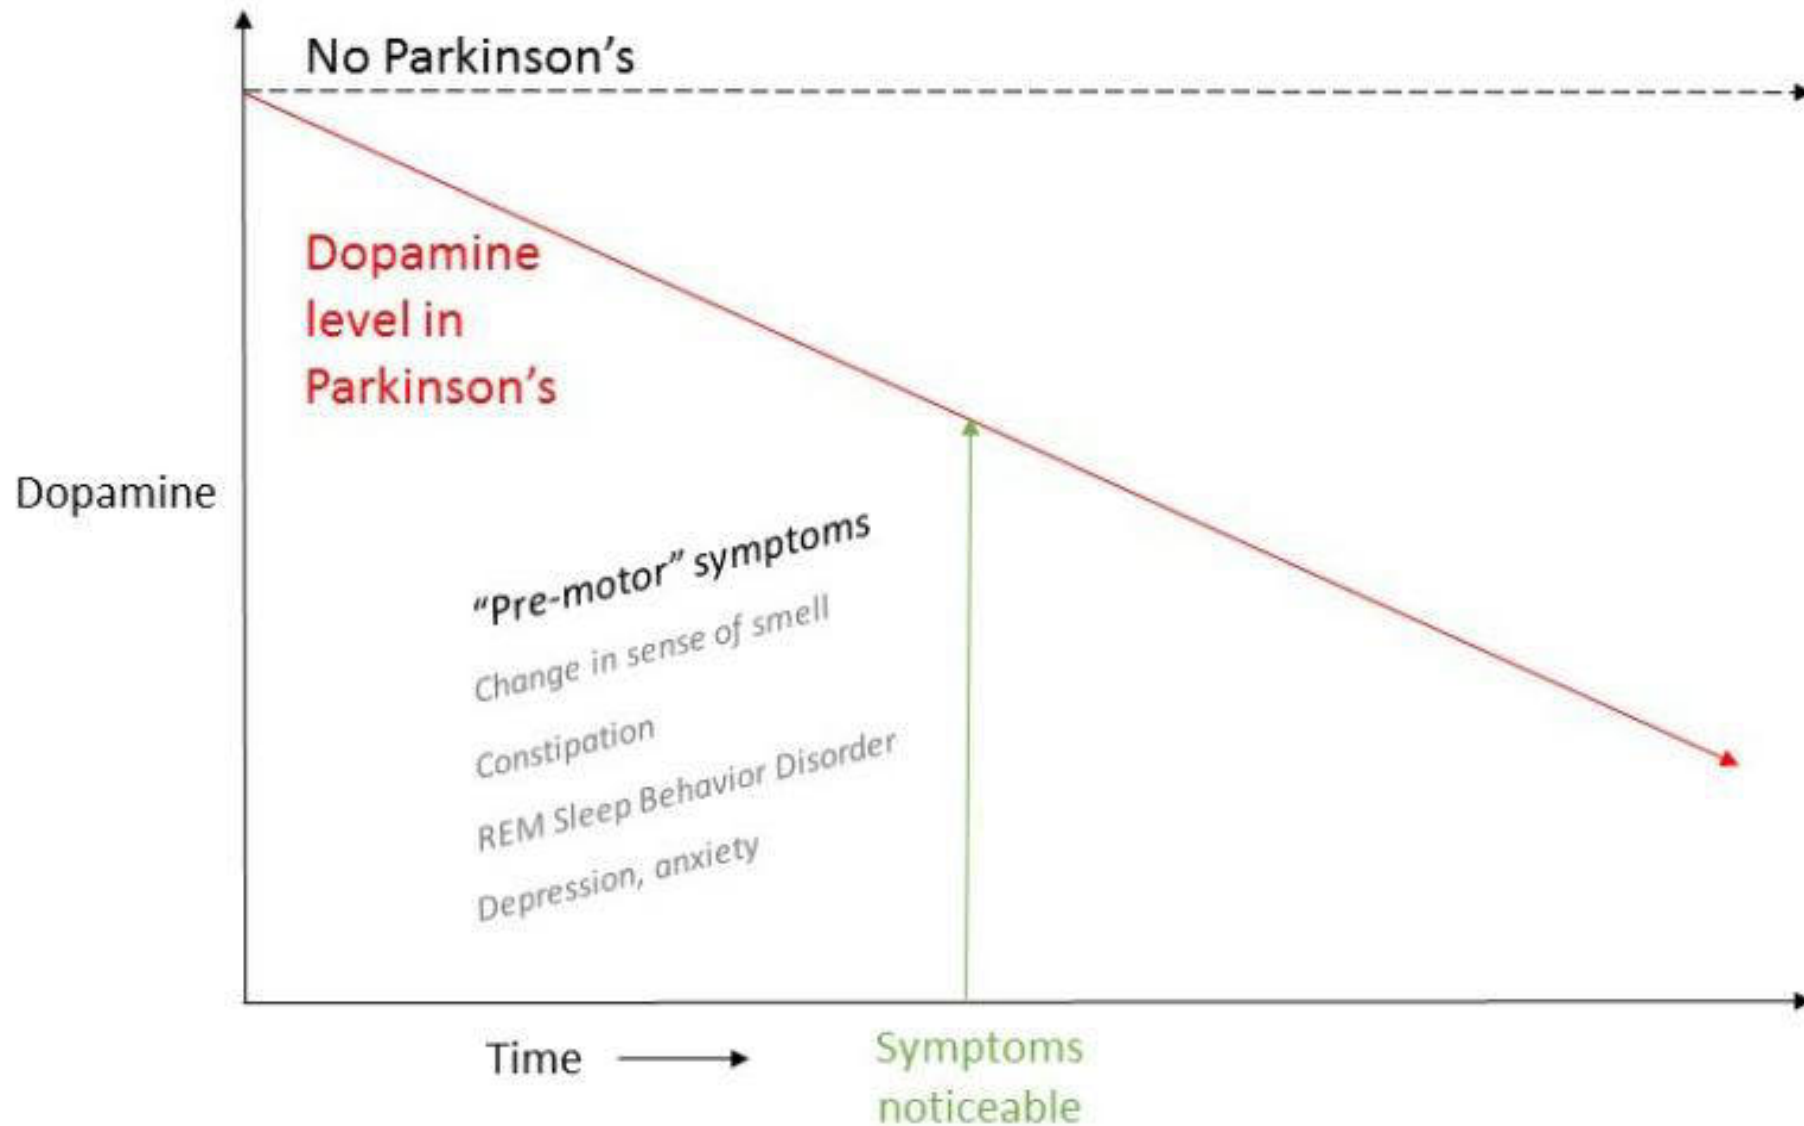 No Parkinson’s
Dopamine
level in
Parkinson’s
Dopamine
“Pre-motor” symptoms
Change in sense of smell
Constipation
REM Sleep Behavior Disorder
Depression, anxiety
Time
Symptoms
noticeable